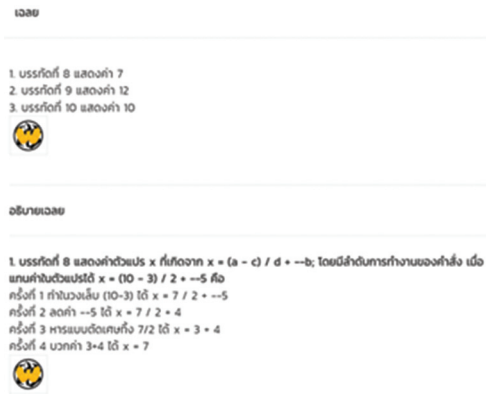 เฉลย
1. บรรทัดที่ 8 แสดงค่า 7
2. บรรทัดที่ 9 แสดงค่า 12
3. บรรทัดที่ 10 แสดงค่า 10
อธิบายเฉลย
1. บรรทัดที่ 8 แสดงค่าตัวแปร x ที่เกิดจาก x = (a - c) / d + --b; โดยมีลำดับการทำงานของคำสั่ง เมื่อ
แทนค่าในตัวแปรได้ x = (10 - 3) / 2 + --5 คือ
ครั้งที่ 1 ทำในวงเล็บ (10-3) ได้ x = 7 / 2 + --5
ครั้งที่ 2 ลดค่า --5 ได้ x = 7 / 2 + 4
ครั้งที่ 3 หารแบบตัดเศษทิ้ง 7/2 ได้ x = 3 + 4
ครั้งที่ 4 บวกค่า 3+4 ได้ x = 7